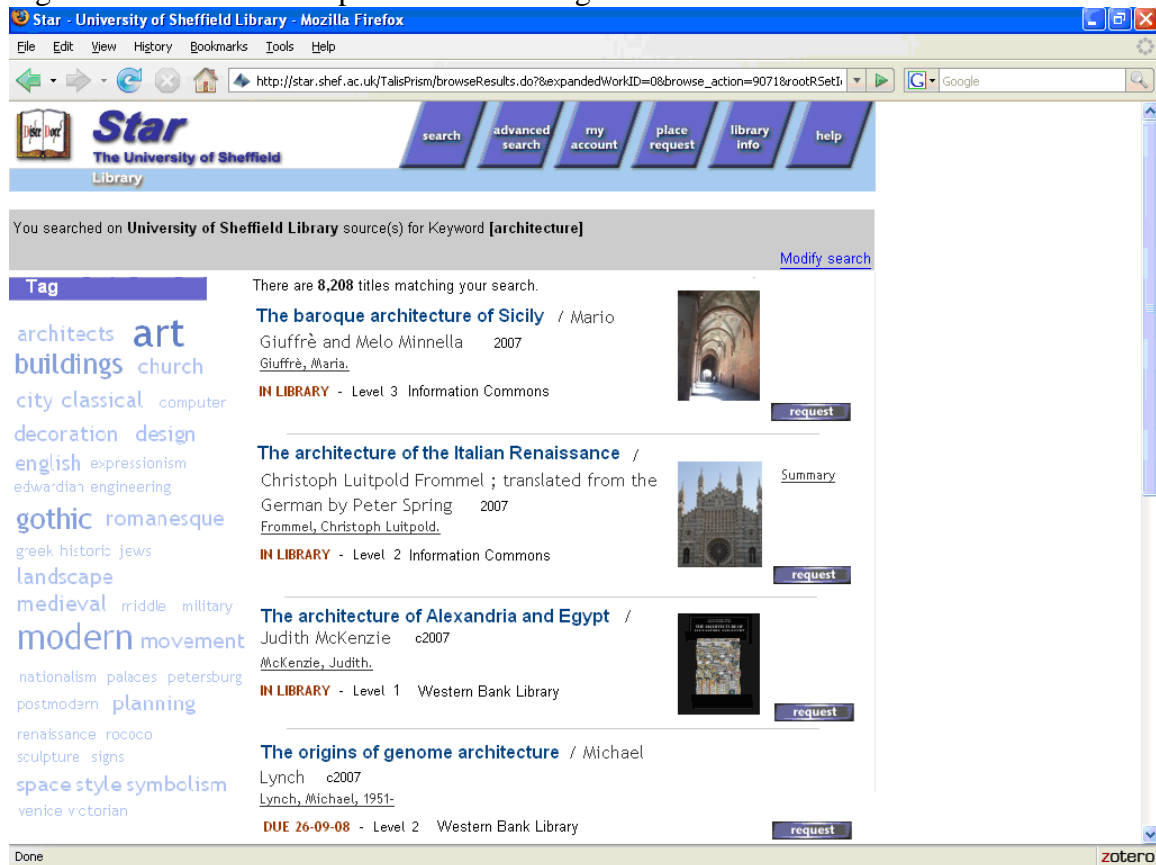 Star - University of Sheffield Library - Mozilla Firefox
File Edit View History Bookmarks Tools Help
http://star.shef.ac.uk/TalisPrism/browseResults.do?&expandedWorkID=0&browse_action=9071&rootRSetI
G Google
Star
The University of Sheffield
Library
search
advanced search
my account
place request
library info
help
You searched on University of Sheffield Library source(s) for Keyword [architecture]
Modify search
Tag
architects art
buildings church
city classical computer
decoration design
english expressionism
edwardian engineering
gothic romanesque
greek historic jews
landscape
medieval middle military
modern movement
nationalism palaces petersburg
postmodern planning
renaissance rococo
sculpture signs
space style symbolism
venice victorian
There are 8,208 titles matching your search.
The baroque architecture of Sicily / Mario
Giuffrè and Melo Minnella 2007
Giuffrè, Maria.
IN LIBRARY - Level 3 Information Commons
request
The architecture of the Italian Renaissance /
Christoph Luitpold Frommel ; translated from the
German by Peter Spring 2007
Frommel, Christoph Luitpold.
IN LIBRARY - Level 2 Information Commons
Summary
request
The architecture of Alexandria and Egypt /
Judith McKenzie c2007
McKenzie, Judith.
IN LIBRARY - Level 1 Western Bank Library
request
The origins of genome architecture / Michael
Lynch c2007
Lynch, Michael, 1951-
DUE 26-09-08 - Level 2 Western Bank Library
request
Done
zotero